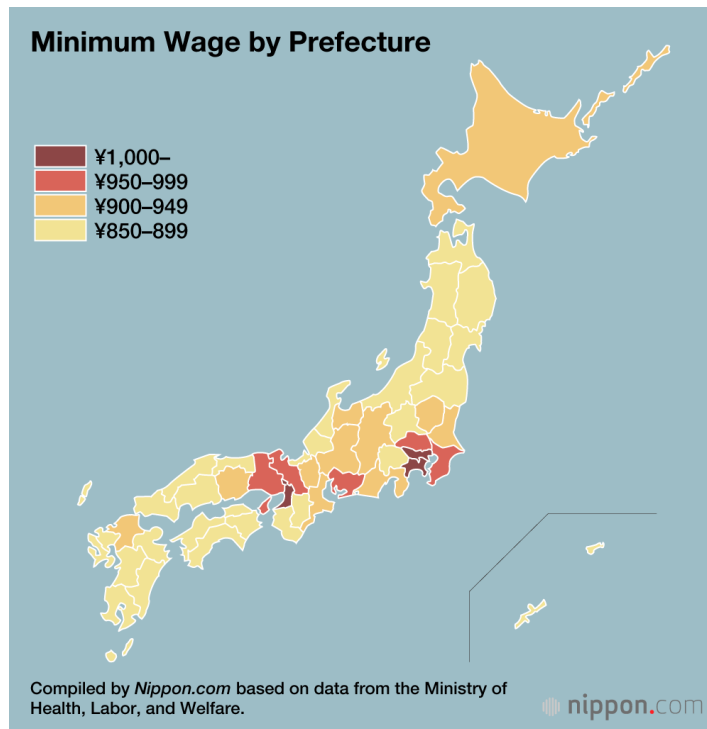 Minimum Wage by Prefecture
¥1,000–
¥950–999
¥900–949
¥850–899
Compiled by Nippon.com based on data from the Ministry of
Health, Labor, and Welfare.
nippon.com